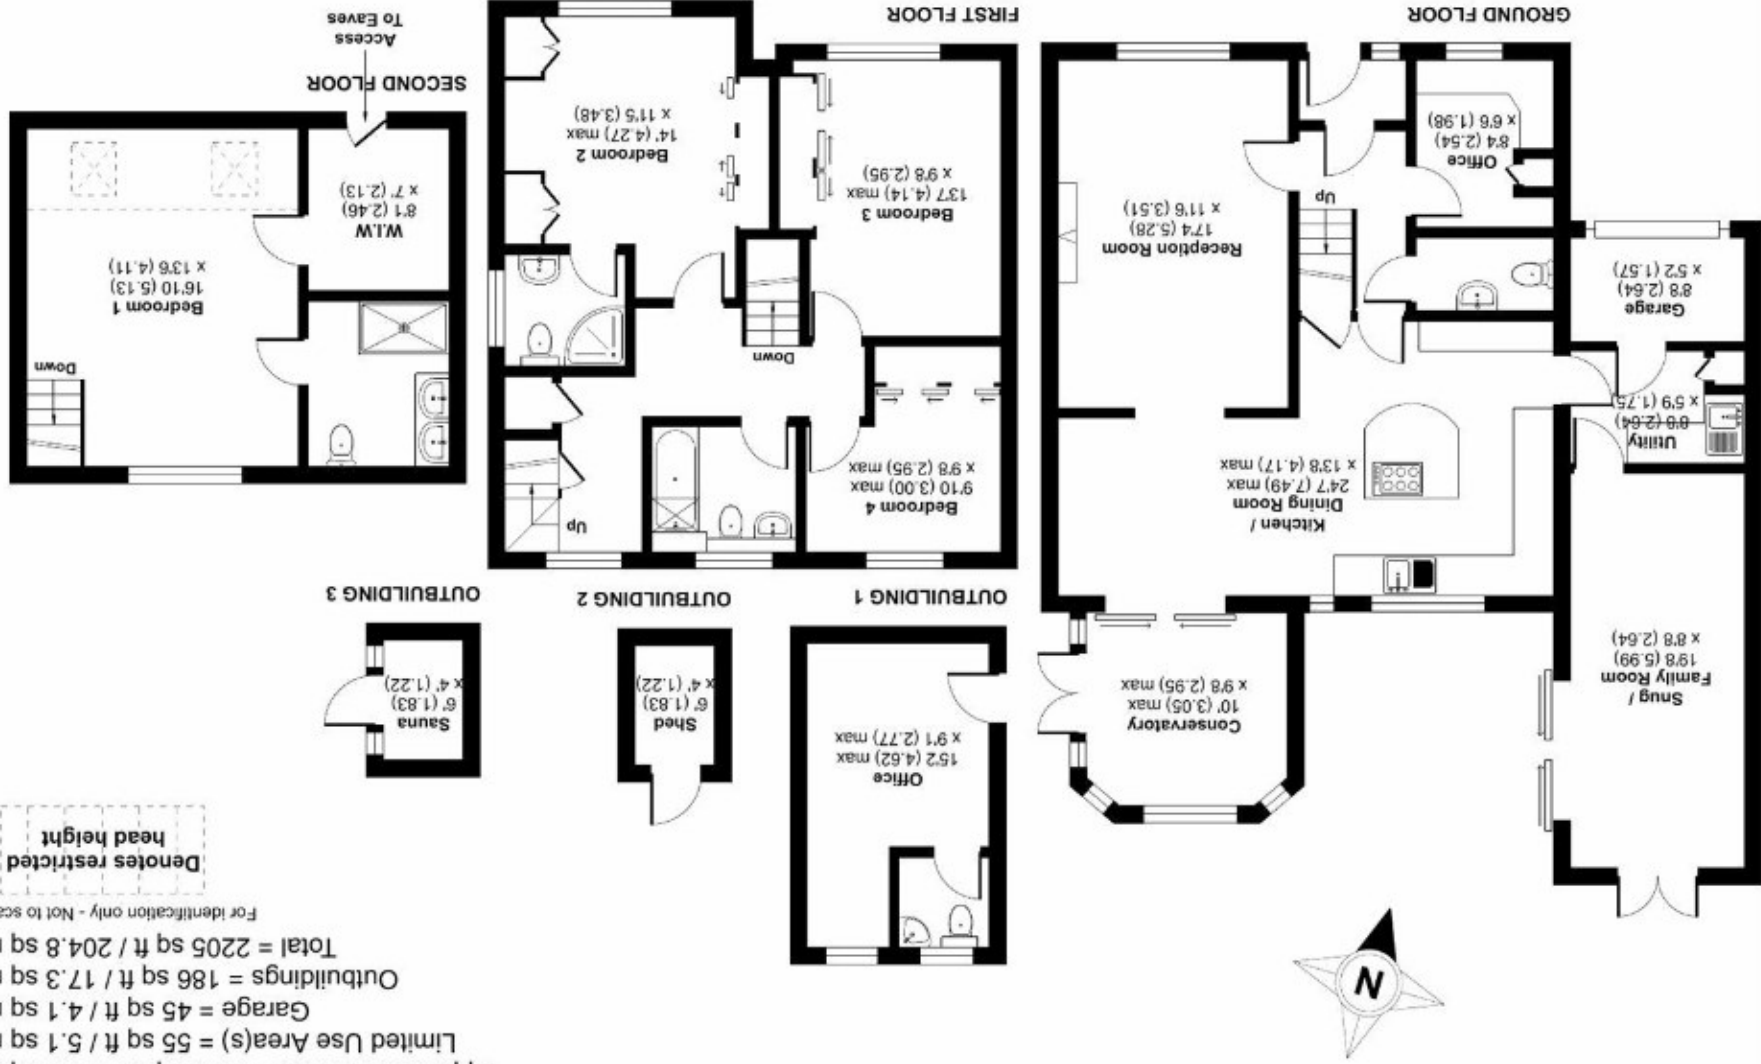 Limited Use Area(s) = 55 sq ft / 5.1 sq
Garage = 45 sq ft / 4.1 sq
Outbuildings = 186 sq ft / 17.3 sq
Total = 2205 sq ft / 204.8 sq
For identification only - Not to sca
Denotes restricted
head height
N
Snug /
Family Room
19'8 (5.99)
x 8'8 (2.64)
Conservatory
10' (3.05) max
x 9'8 (2.95) max
Kitchen /
Dining Room
24'7 (7.49) max
x 13'8 (4.17) max
Utility
8'8 (2.64)
x 5'9 (1.75)
Garage
8'8 (2.64)
x 5'2 (1.57)
Reception Room
17'4 (5.28)
x 11'6 (3.51)
Up
Office
8'4 (2.54)
x 6'6 (1.98)
GROUND FLOOR
Office
15'2 (4.62) max
x 9'1 (2.77) max
OUTBUILDING 1
Shed
6' (1.83)
x 4' (1.22)
OUTBUILDING 2
Sauna
6' (1.83)
x 4' (1.22)
OUTBUILDING 3
Bedroom 4
9'10 (3.00) max
x 9'8 (2.95) max
Up
Down
Bedroom 3
13'7 (4.14) max
x 9'8 (2.95)
Bedroom 2
14' (4.27) max
x 11'5 (3.48)
FIRST FLOOR
Down
Bedroom 1
16'10 (5.13)
x 13'6 (4.11)
W.I.W
8'1 (2.46)
x 7' (2.13)
SECOND FLOOR
Access
To Eaves